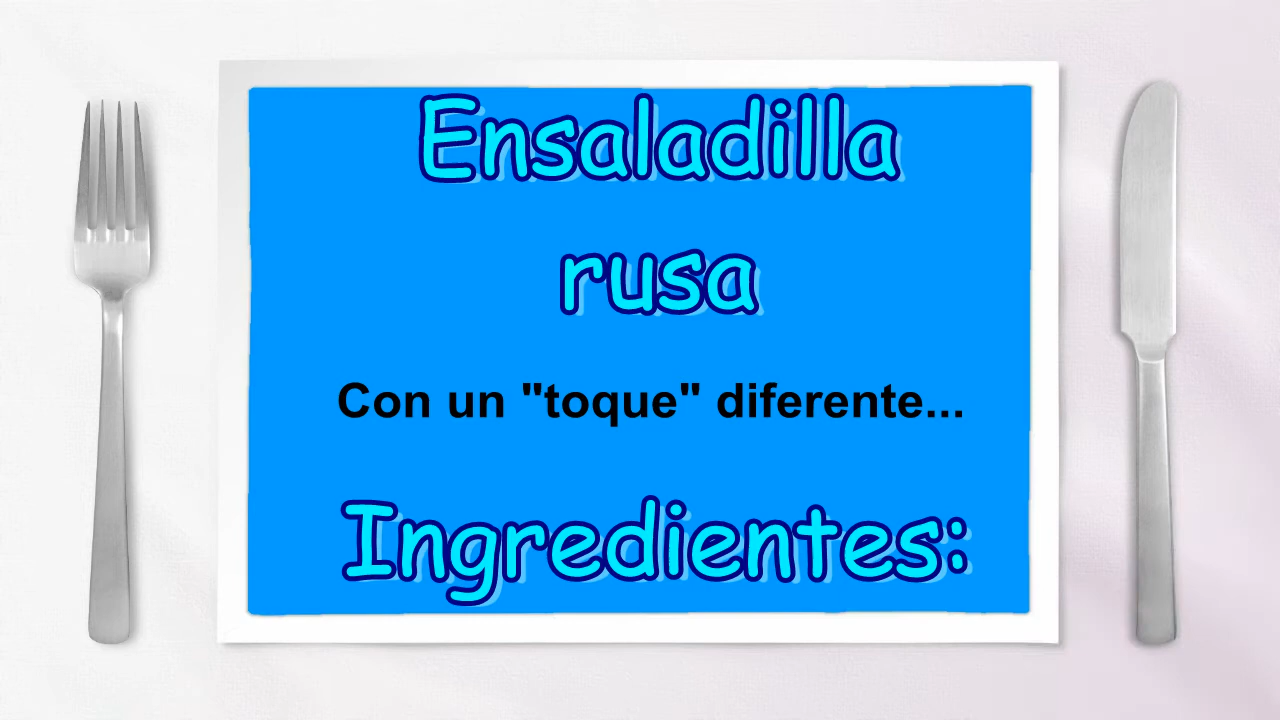 Ensaladilla
rusa
Con un "toque" diferente...
Ingredientes: